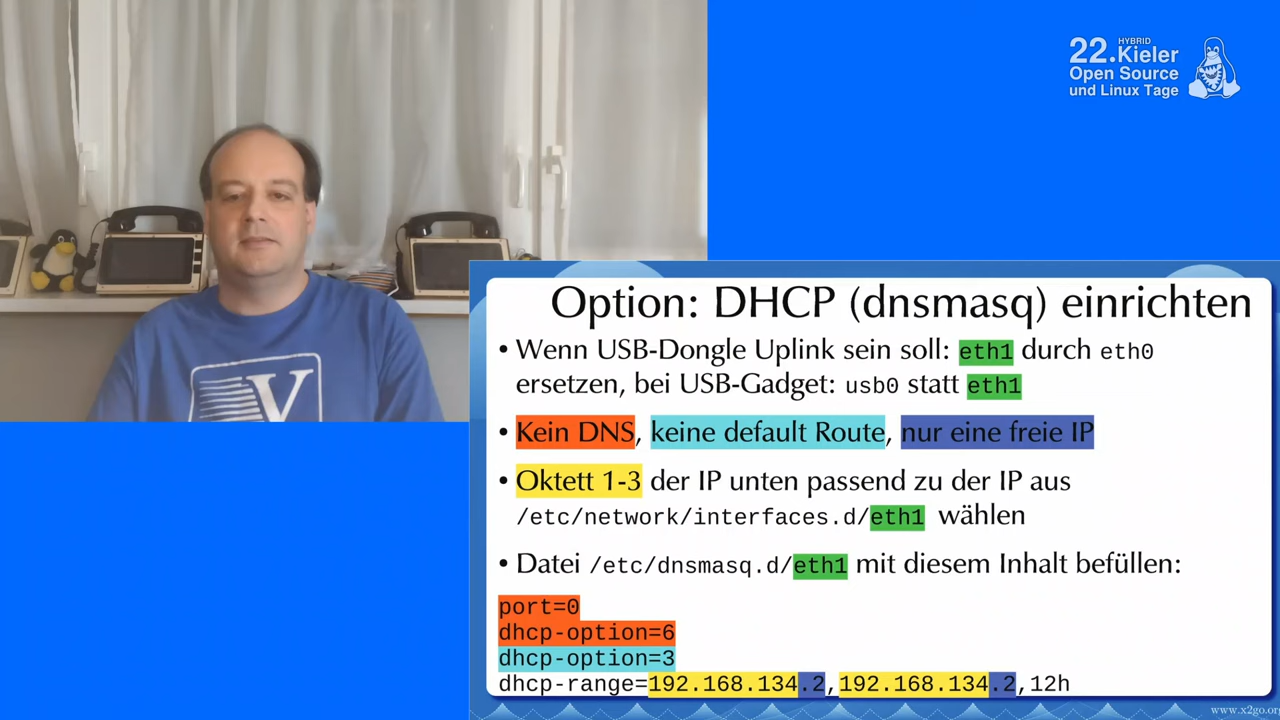 HYBRID
22.Kieler
Open Source
und Linux Tage
Option: DHCP (dnsmasq) einrichten
• Wenn USB-Dongle Uplink sein soll: eth1 durch eth0
ersetzen, bei USB-Gadget: usb0 statt eth1
• Kein DNS, keine default Route, nur eine freie IP
• Oktett 1-3 der IP unten passend zu der IP aus
/etc/network/interfaces.d/eth1 wählen
• Datei /etc/dnsmasq.d/eth1 mit diesem Inhalt befüllen:
port=0
dhcp-option=6
dhcp-option=3
dhcp-range=192.168.134.2,192.168.134.2,12h
www.x2go.org